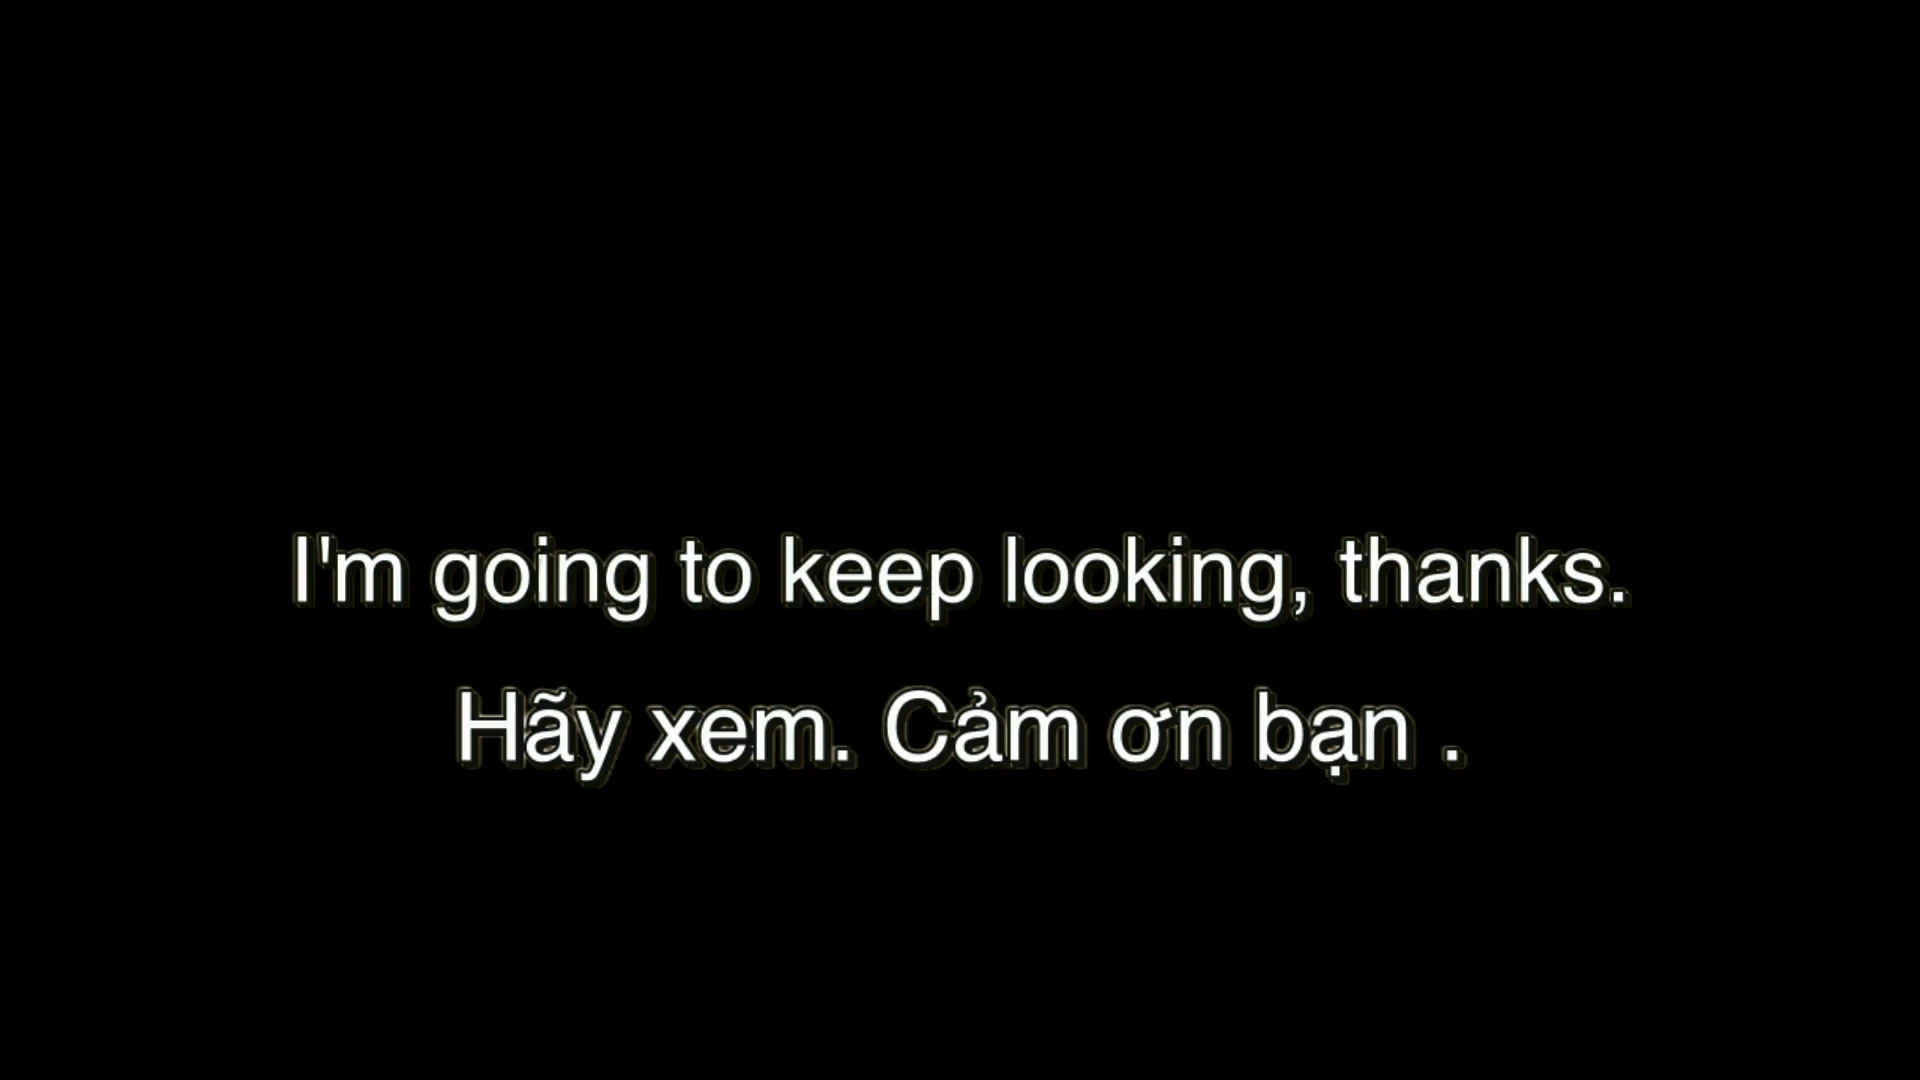 I'm going to keep looking, thanks.
Hãy xem. Cảm ơn bạn .